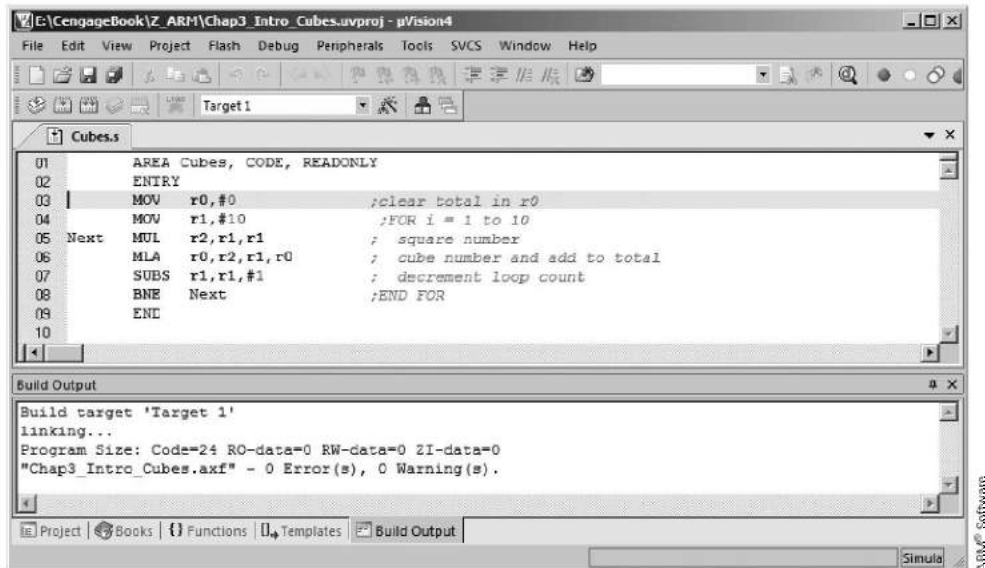 E:\CengageBook\Z_ARM\Chap3_Intro_Cubes.uvproj - µVision4
File Edit View Project Flash Debug Peripherals Tools SVCS Window Help
Target 1
Cubes.s
01 AREA Cubes, CODE, READONLY
02 ENTRY
03 MOV r0,#0 ;clear total in r0
04 MOV r1,#10 ;FOR i = 1 to 10
05 Next MUL r2,r1,r1 ; square number
06 MLA r0,r2,r1,r0 ; cube number and add to total
07 SUBS r1,r1,#1 ; decrement loop count
08 BNE Next ;END FOR
09 END
10
Build Output
Build target 'Target 1'
linking...
Program Size: Code=24 RO-data=0 RW-data=0 ZI-data=0
"Chap3_Intro_Cubes.axf" - 0 Error(s), 0 Warning(s).
Project Books {} Functions Templates Build Output
Simula
ARM® Software